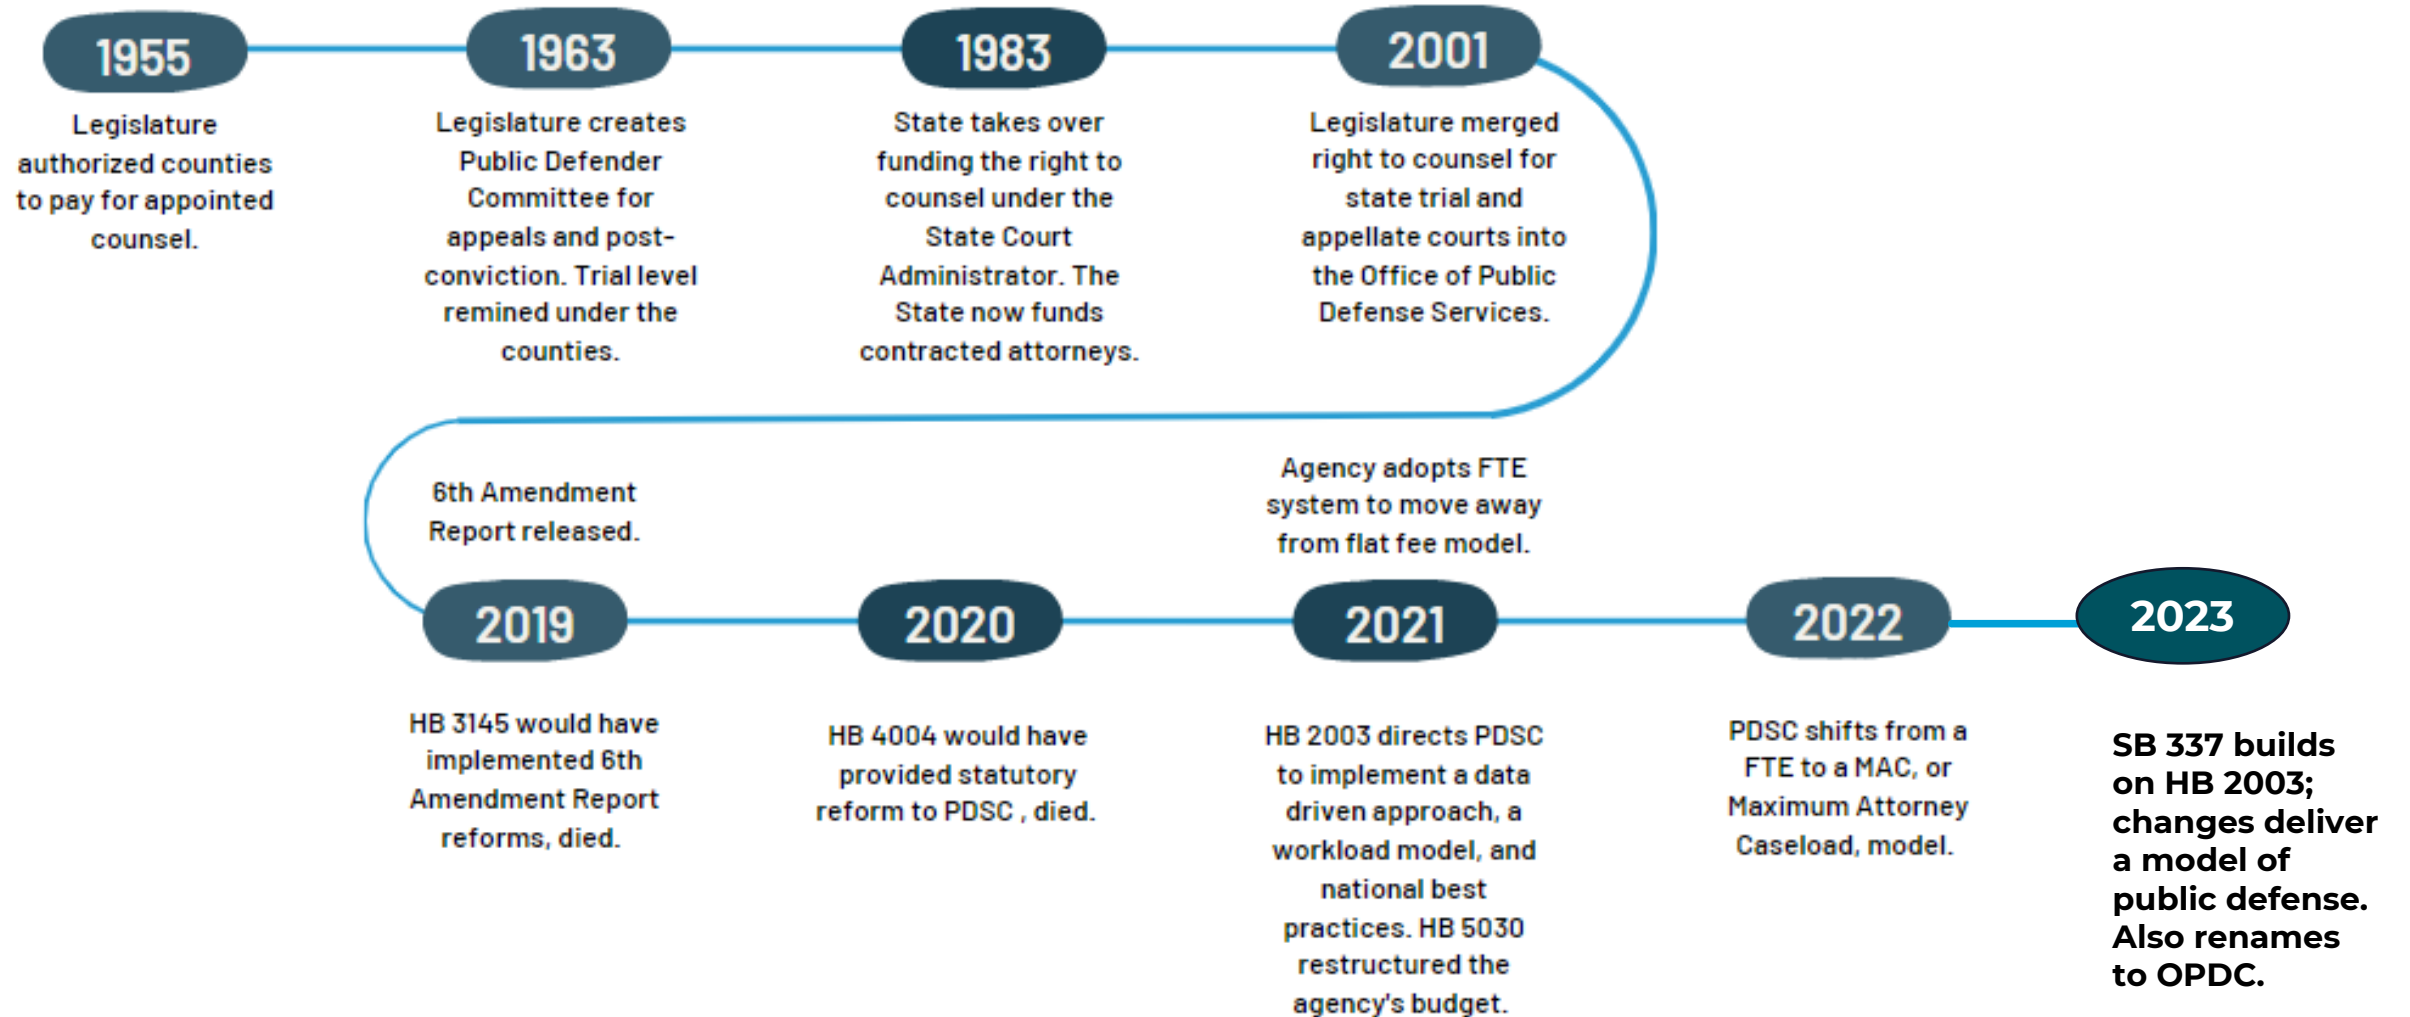 1955
Legislature
authorized counties
to pay for appointed
counsel.
1963
Legislature creates
Public Defender
Committee for
appeals and post-
conviction. Trial level
remined under the
counties.
1983
State takes over
funding the right to
counsel under the
State Court
Administrator. The
State now funds
contracted attorneys.
2001
Legislature merged
right to counsel for
state trial and
appellate courts into
the Office of Public
Defense Services.
6th Amendment
Report released.
2019
HB 3145 would have
implemented 6th
Amendment Report
reforms, died.
2020
HB 4004 would have
provided statutory
reform to PDSC , died.
Agency adopts FTE
system to move away
from flat fee model.
2021
HB 2003 directs PDSC
to implement a data
driven approach, a
workload model, and
national best
practices. HB 5030
restructured the
agency's budget.
2022
PDSC shifts from a
FTE to a MAC, or
Maximum Attorney
Caseload, model.
2023
SB 337 builds
on HB 2003;
changes deliver
a model of
public defense.
Also renames
to OPDC.